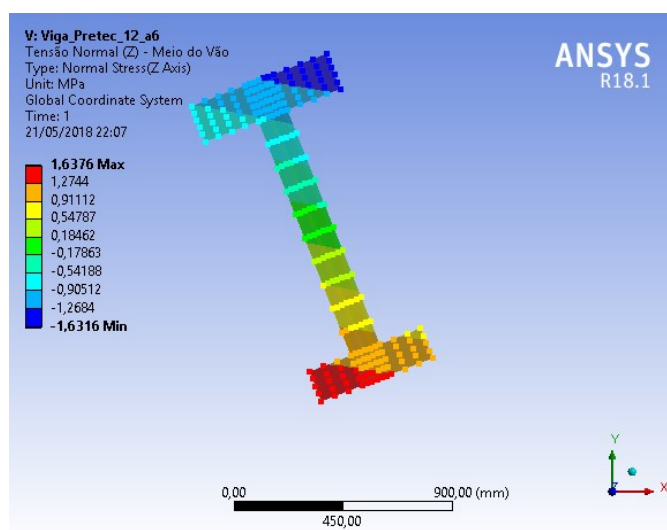 V: Viga_Pretec_12_a6
Tensão Normal (Z) - Meio do Vão
Type: Normal Stress(Z Axis)
Unit: MPa
Global Coordinate System
Time: 1
21/05/2018 22:07
ANSYS
R18.1
1,6376 Max
1,2744
0,91112
0,54787
0,18462
-0,17863
-0,54188
-0,90512
-1,2684
-1,6316 Min
Y
Z
X
0,00
900,00 (mm)
450,00